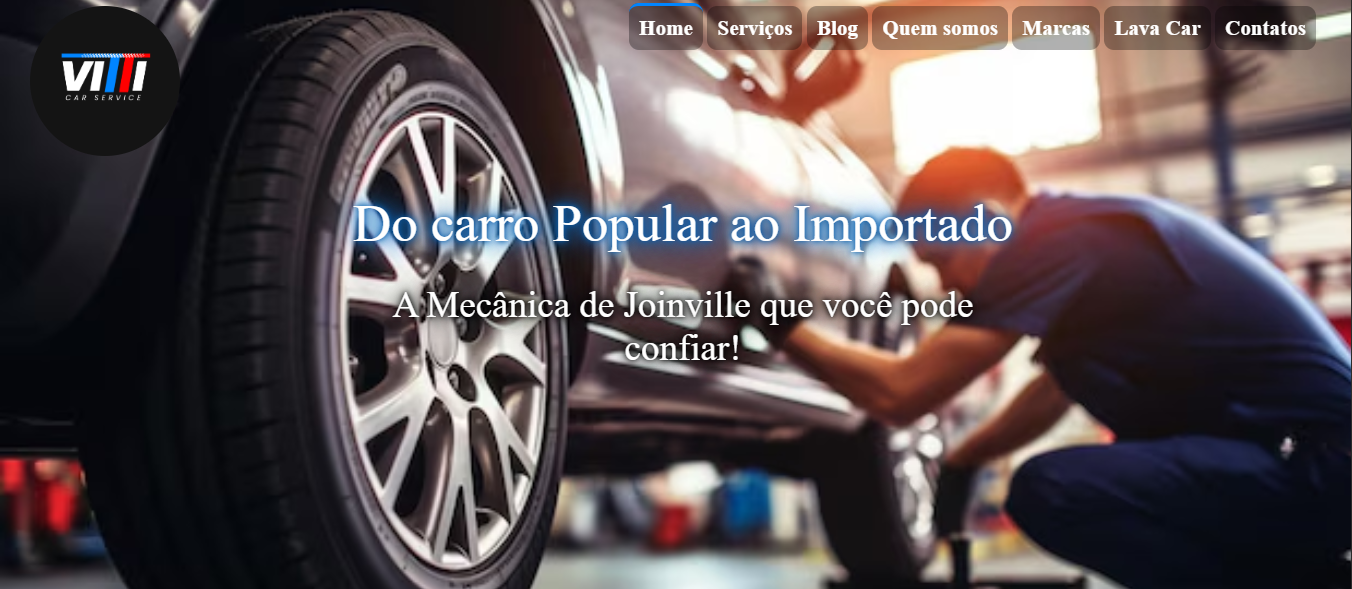 VITTI
CAR SERVICE
Home Serviços Blog Quem somos Marcas Lava Car Contatos
Do carro Popular ao Importado
A Mecânica de Joinville que você pode
confiar!